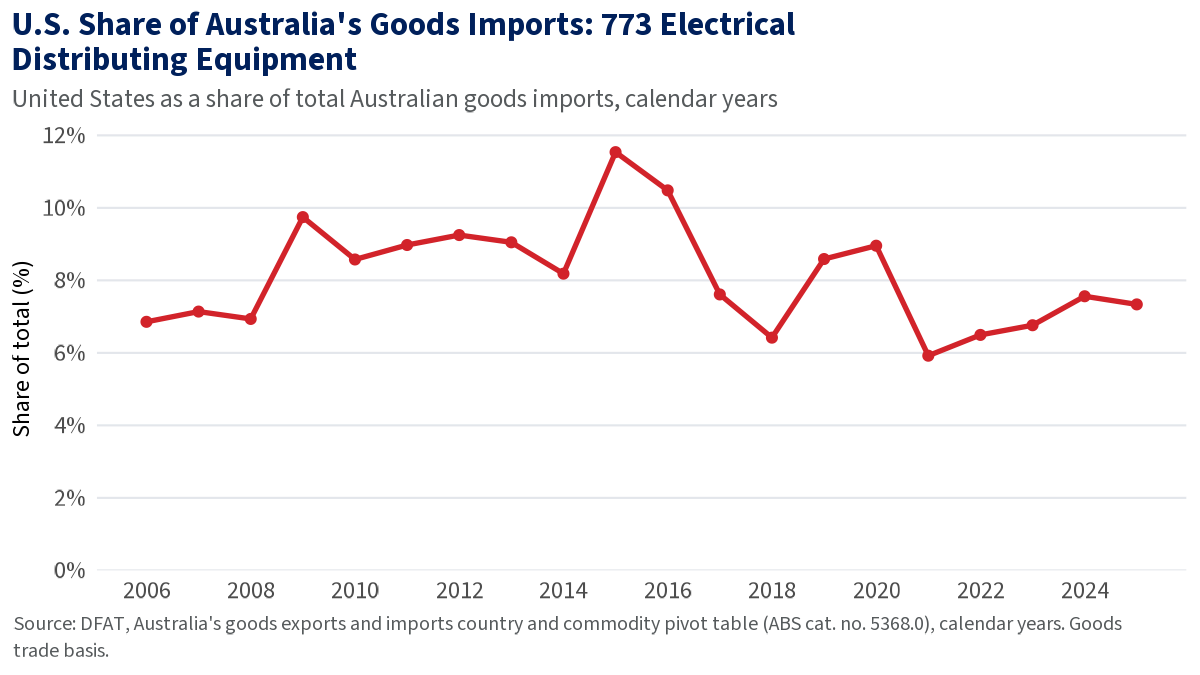 U.S. Share of Australia's Goods Imports: 773 Electrical
Distributing Equipment
United States as a share of total Australian goods imports, calendar years
Share of total (%)
12%
10%
8%
6%
4%
2%
0%
2006 2008 2010 2012 2014 2016 2018 2020 2022 2024
Source: DFAT, Australia's goods exports and imports country and commodity pivot table (ABS cat. no. 5368.0), calendar years. Goods
trade basis.